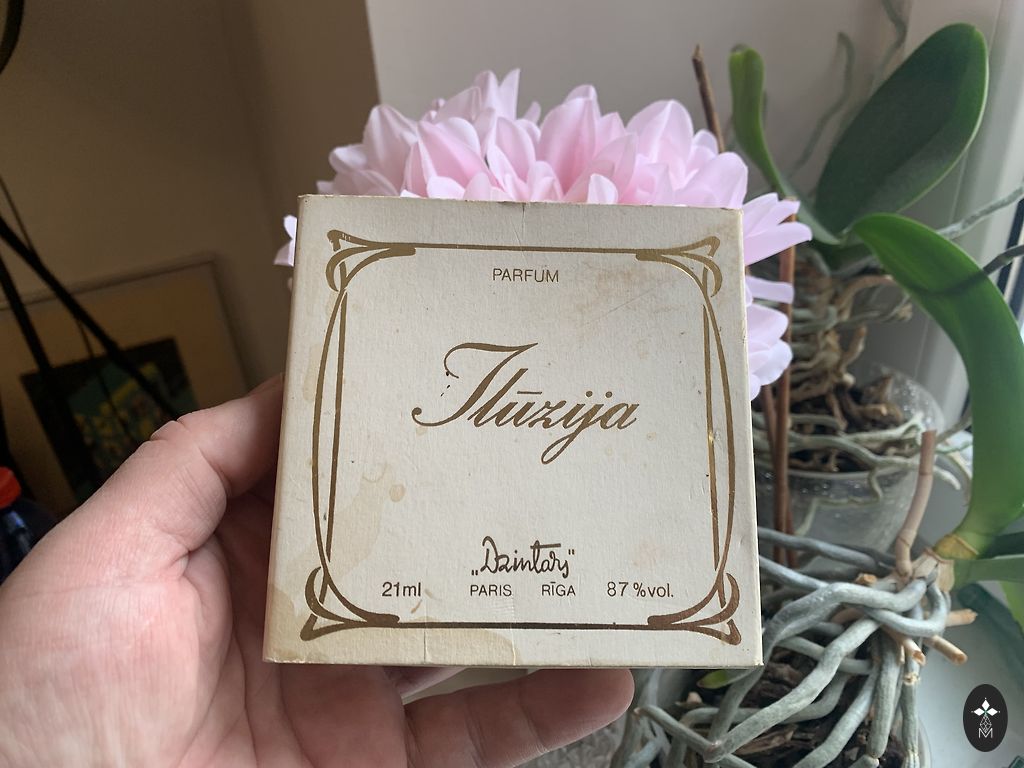 PARFUM
Ilūzija
„Dzintars"
21ml PARIS RĪGA 87 %vol.
M